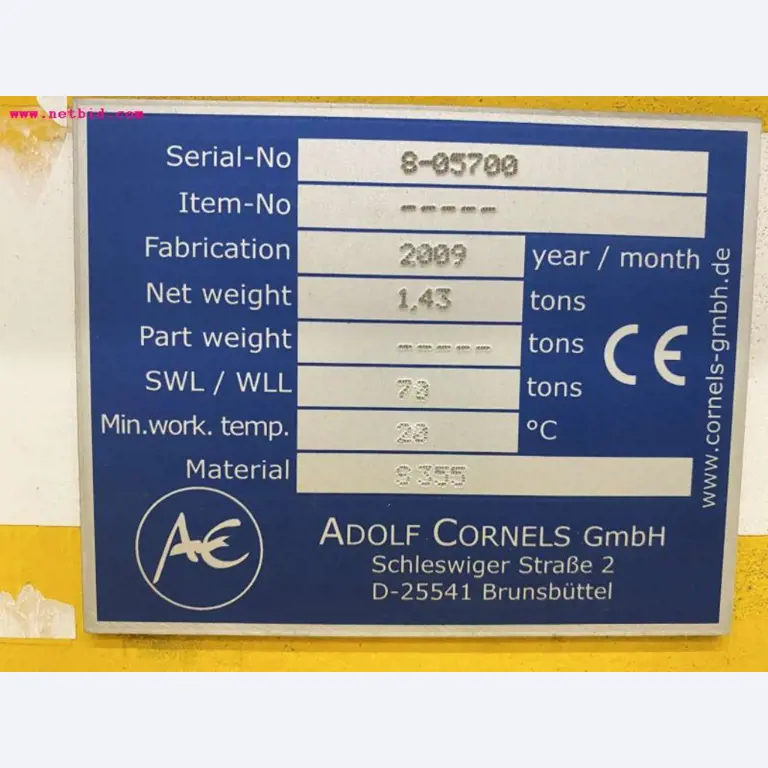 www.netbid.com
Serial-No 8-05700
Item-No -----
Fabrication 2009 year / month
Net weight 1,43 tons
Part weight ----- tons
SWL / WLL 70 tons
Min.work. temp. 20 °C
Material S355
CE
www.cornels-gmbh.de
AC
ADOLF CORNELS GmbH
Schleswiger Straße 2
D-25541 Brunsbüttel